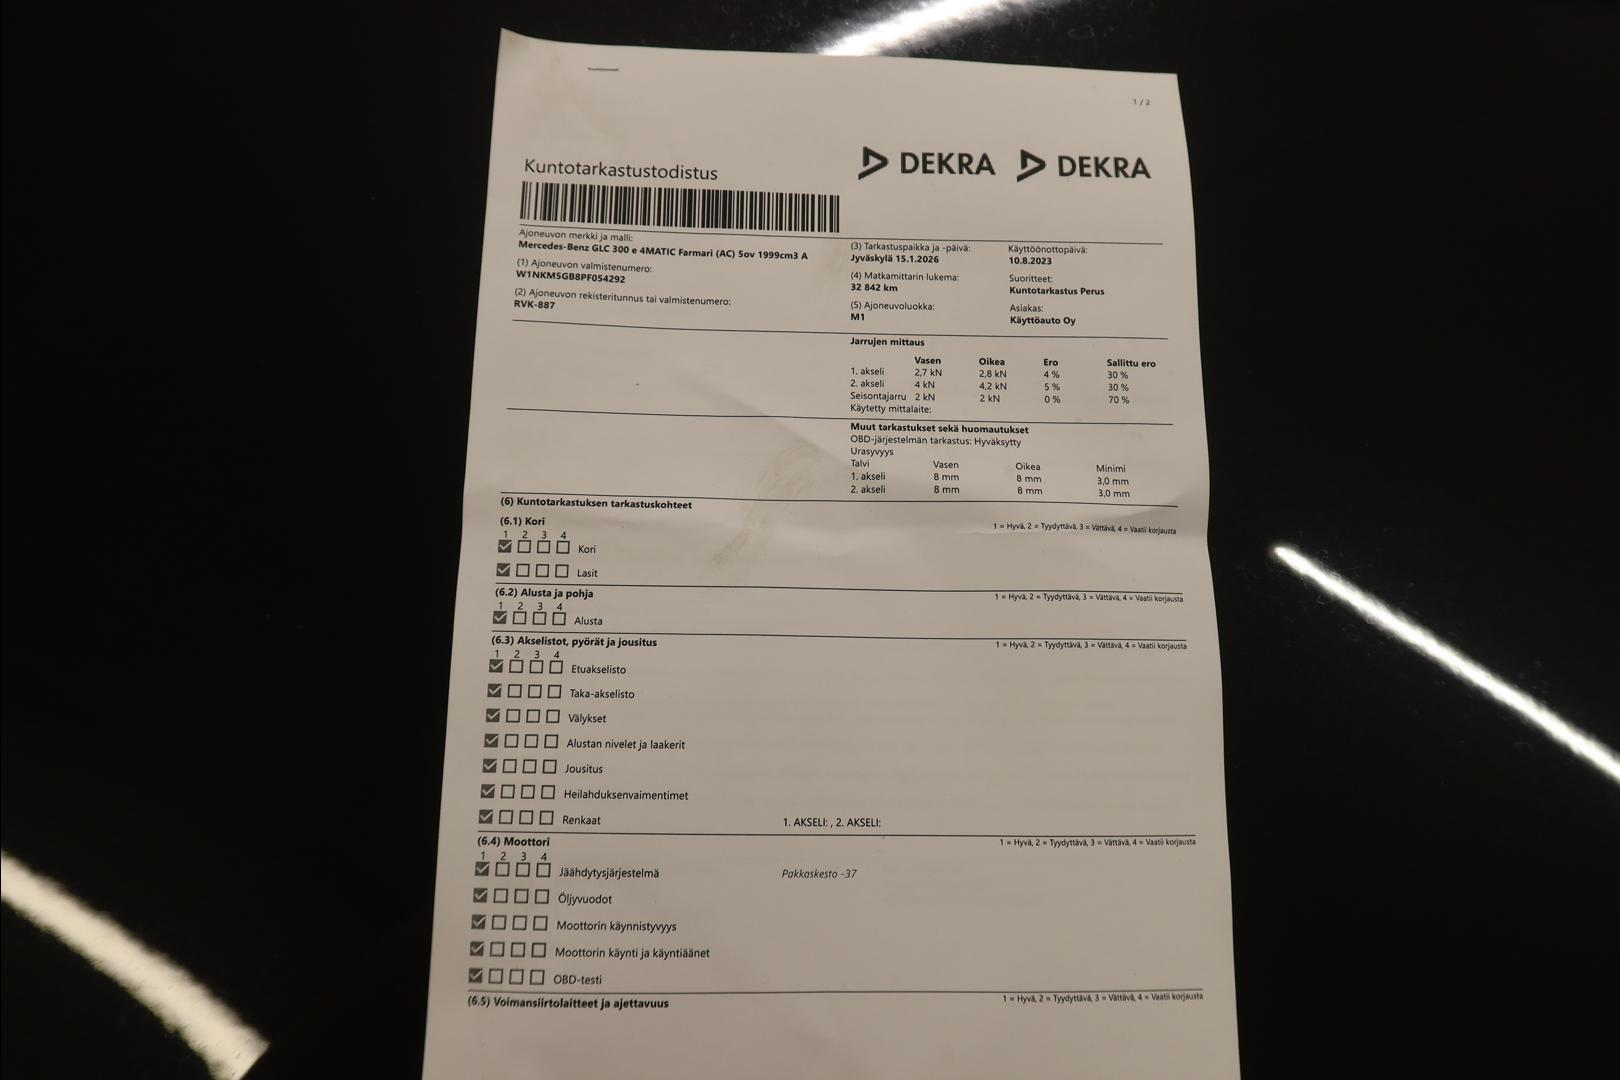 1 / 2
DEKRA DEKRA
Kuntotarkastustodistus
Ajoneuvon merkki ja malli:
Mercedes-Benz GLC 300 e 4MATIC Farmari (AC) 5ov 1999cm3 A
(1) Ajoneuvon valmistenumero:
W1NKM5GB8PF054292
(2) Ajoneuvon rekisteritunnus tai valmistenumero:
RVK-887
(3) Tarkastuspaikka ja -päivä:
Jyväskylä 15.1.2026
(4) Matkamittarin lukema:
32 842 km
(5) Ajoneuvoluokka:
M1
Käyttöönottopäivä:
10.8.2023
Suoritteet:
Kuntotarkastus Perus
Asiakas:
Käyttöauto Oy
Jarrujen mittaus
Vasen Oikea Ero Sallittu ero
1. akseli 2,7 kN 2,8 kN 4 % 30 %
2. akseli 4 kN 4,2 kN 5 % 30 %
Seisontajarru 2 kN 2 kN 0 % 70 %
Käytetty mittalaite:
Muut tarkastukset sekä huomautukset
OBD-järjestelmän tarkastus: Hyväksytty
Urasyvyys
Talvi Vasen Oikea Minimi
1. akseli 8 mm 8 mm 3,0 mm
2. akseli 8 mm 8 mm 3,0 mm
(6) Kuntotarkastuksen tarkastuskohteet
(6.1) Kori 1 = Hyvä, 2 = Tyydyttävä, 3 = Välttävä, 4 = Vaatii korjausta
1 2 3 4
Kori
Lasit
(6.2) Alusta ja pohja 1 = Hyvä, 2 = Tyydyttävä, 3 = Välttävä, 4 = Vaatii korjausta
1 2 3 4
Alusta
(6.3) Akselistot, pyörät ja jousitus 1 = Hyvä, 2 = Tyydyttävä, 3 = Välttävä, 4 = Vaatii korjausta
1 2 3 4
Etuakselisto
Taka-akselisto
Välykset
Alustan nivelet ja laakerit
Jousitus
Heilahduksenvaimentimet
Renkaat 1. AKSELI: , 2. AKSELI:
(6.4) Moottori 1 = Hyvä, 2 = Tyydyttävä, 3 = Välttävä, 4 = Vaatii korjausta
1 2 3 4
Jäähdytysjärjestelmä Pakkaskesto -37
Öljyvuodot
Moottorin käynnistyvyys
Moottorin käynti ja käyntiäänet
OBD-testi
(6.5) Voimansiirtolaitteet ja ajettavuus 1 = Hyvä, 2 = Tyydyttävä, 3 = Välttävä, 4 = Vaatii korjausta